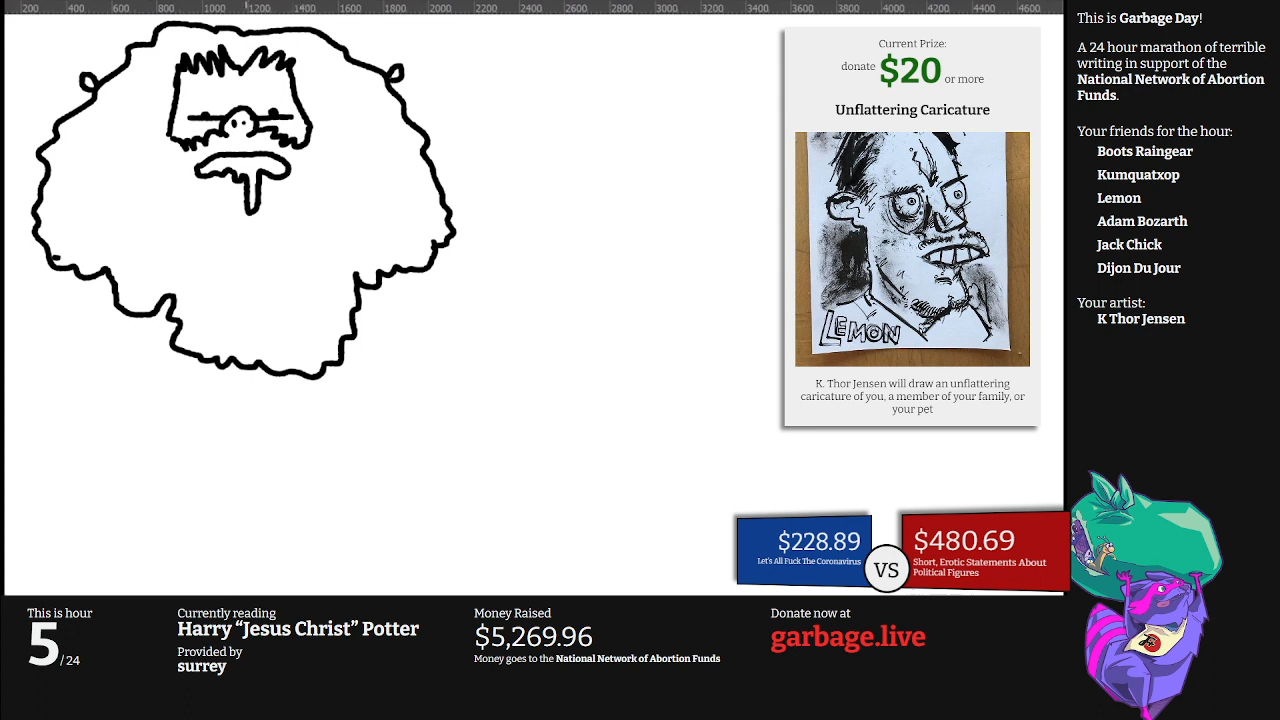 200 400 600 800 1000 1200 1400 1600 1800 2000 2200 2400 2600 2800 3000 3200 3400 3600 3800 4000 4200 4400 4600
Current Prize:
donate $20 or more
Unflattering Caricature
LEMON
K. Thor Jensen will draw an unflattering
caricature of you, a member of your family, or
your pet
This is Garbage Day!
A 24 hour marathon of terrible
writing in support of the
National Network of Abortion
Funds.
Your friends for the hour:
Boots Raingear
Kumquatxop
Lemon
Adam Bozarth
Jack Chick
Dijon Du Jour
Your artist:
K Thor Jensen
$228.89
Let's All Fuck The Coronavirus
VS
$480.69
Short, Erotic Statements About
Political Figures
This is hour
5/24
Currently reading
Harry “Jesus Christ” Potter
Provided by
surrey
Money Raised
$5,269.96
Money goes to the National Network of Abortion Funds
Donate now at
garbage.live